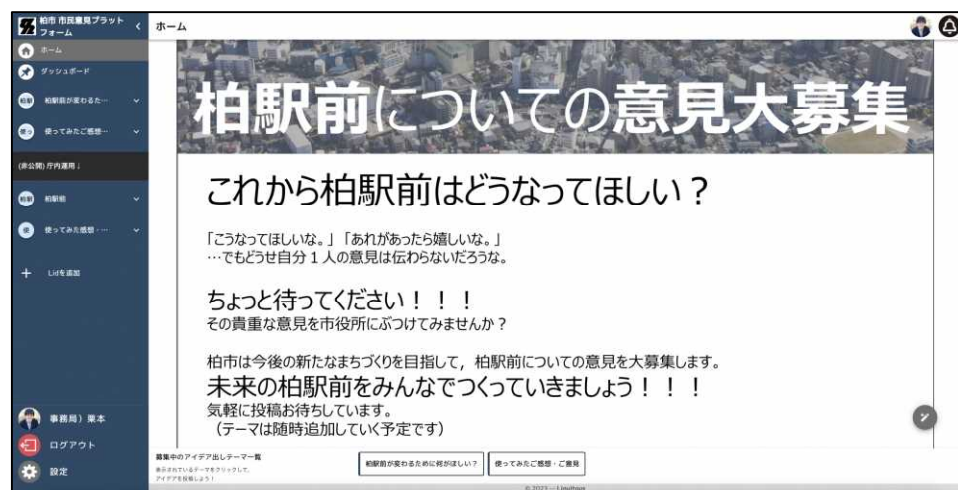 柏市 市民意見プラット
フォーム
ホーム
ホーム
ダッシュボード
柏駅
柏駅前が変わるた…
使っ
使ってみたご感想…
(非公開) 庁内運用↓
柏駅
柏駅前
使
使ってみた感想・…
Lidを追加
事務局）栗本
ログアウト
設定
柏駅前についての意見大募集
これから柏駅前はどうなってほしい？
「こうなってほしいな。」「あれがあったら嬉しいな。」
…でもどうせ自分１人の意見は伝わらないだろうな。
ちょっと待ってください！！！
その貴重な意見を市役所にぶつけてみませんか？
柏市は今後の新たなまちづくりを目指して，柏駅前についての意見を大募集します。
未来の柏駅前をみんなでつくっていきましょう！！！
気軽に投稿お待ちしています。
（テーマは随時追加していく予定です）
募集中のアイデア出しテーマ一覧
表示されているテーマをクリックして、
アイデアを投稿しよう！
柏駅前が変わるために何がほしい？
使ってみたご感想・ご意見
© 2023 —